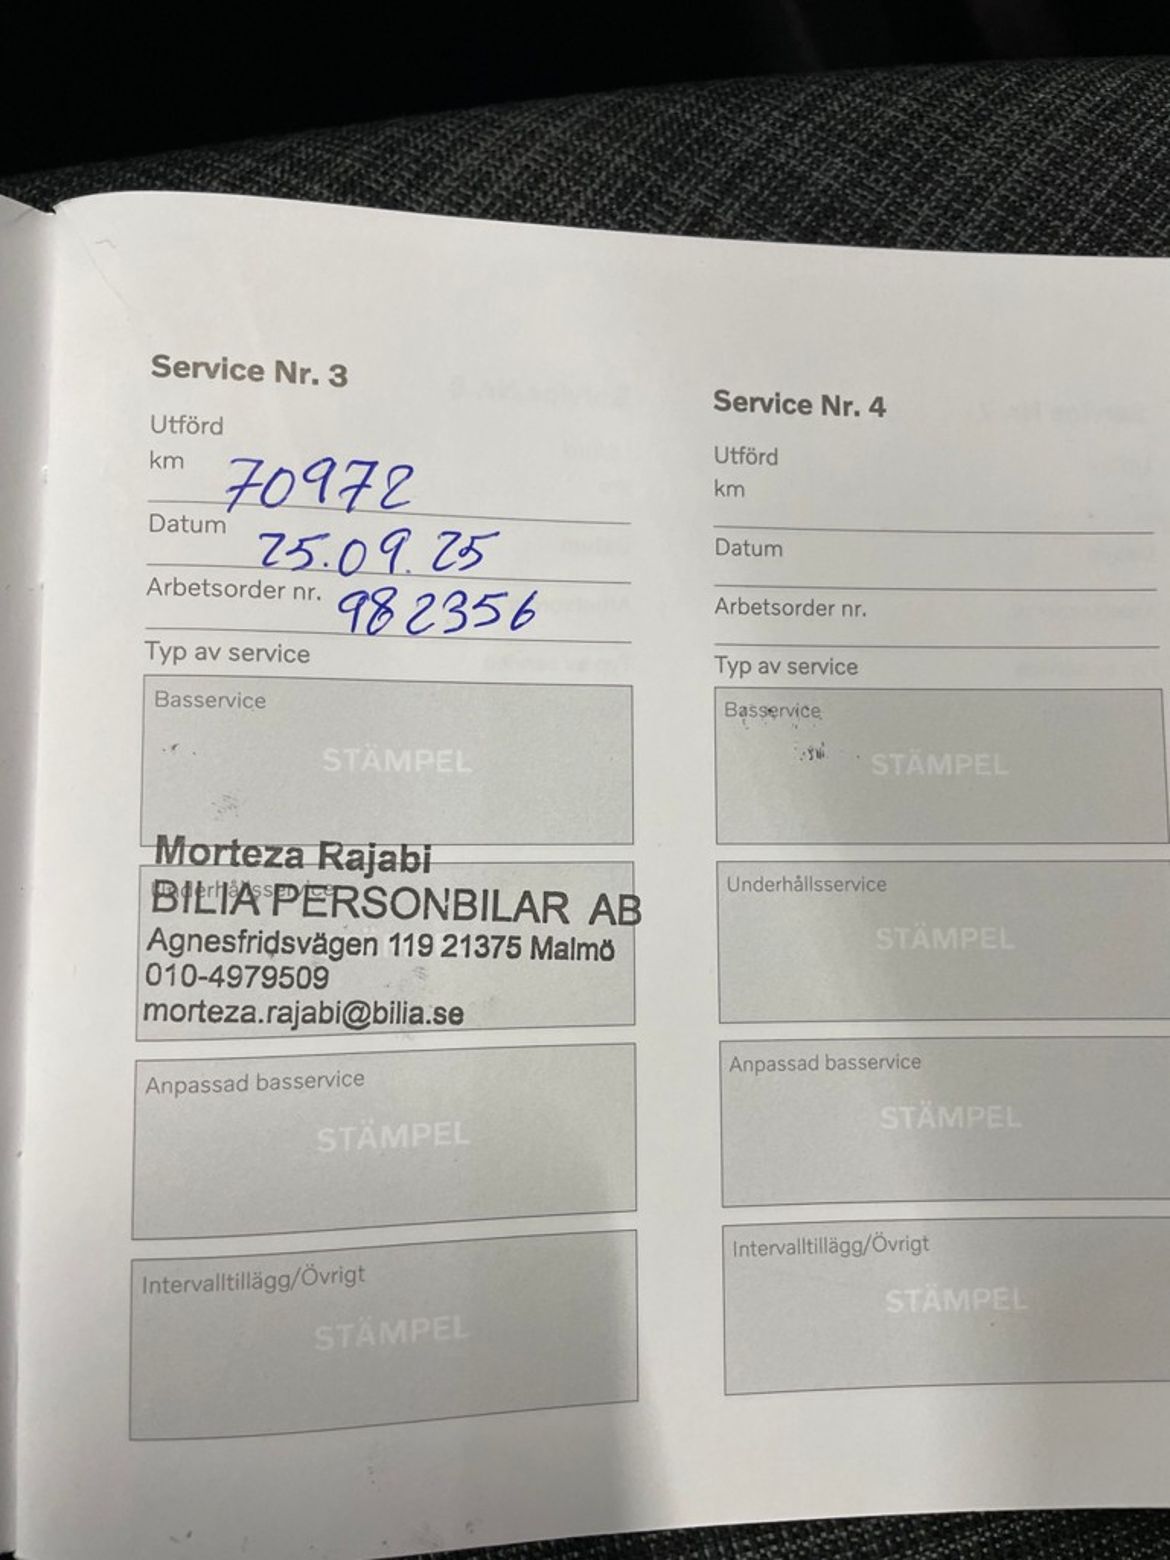 Service Nr. 3
Utförd
km 70972
Datum 25.09.25
Arbetsorder nr. 982356
Typ av service
Basservice
STÄMPEL
Morteza Rajabi
Underhållsservice
BILIA PERSONBILAR AB
Agnesfridsvägen 119 21375 Malmö
010-4979509
morteza.rajabi@bilia.se
Anpassad basservice
STÄMPEL
Intervalltillägg/Övrigt
STÄMPEL
Service Nr. 4
Utförd
km
Datum
Arbetsorder nr.
Typ av service
Basservice
STÄMPEL
Underhållsservice
STÄMPEL
Anpassad basservice
STÄMPEL
Intervalltillägg/Övrigt
STÄMPEL